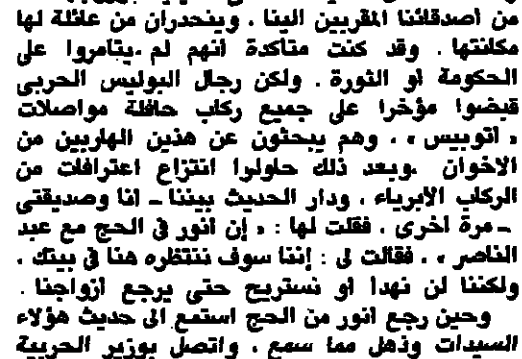 من اصدقائنا المقربين الينا ، وينحدران من عائلة لها
مكانتها . وقد كنت متأكدة انهم لم يتامروا على
الحكومة او الثورة . ولكن رجال البوليس الحربى
قبضوا مؤخرا على جميع ركاب حافلة مواصلات
« اتوبيس » ، وهم يبحثون عن هذين الهاربين من
الاخوان .وبعد ذلك حاولوا انتزاع اعترافات من
الركاب الابرياء ، ودار الحديث بيننا ـ انا وصديقتى
ـ مرة اخرى . فقلت لها : « إن انور فى الحج مع عبد
الناصر » . فقالت لى : إننا سوف ننتظره هنا فى بيتك .
ولكننا لن نهدا او نستريح حتى يرجع ازواجنا .
وحين رجع انور من الحج استمع الى حديث هؤلاء
السيدات وذهل مما سمع . واتصل بوزير الحربية